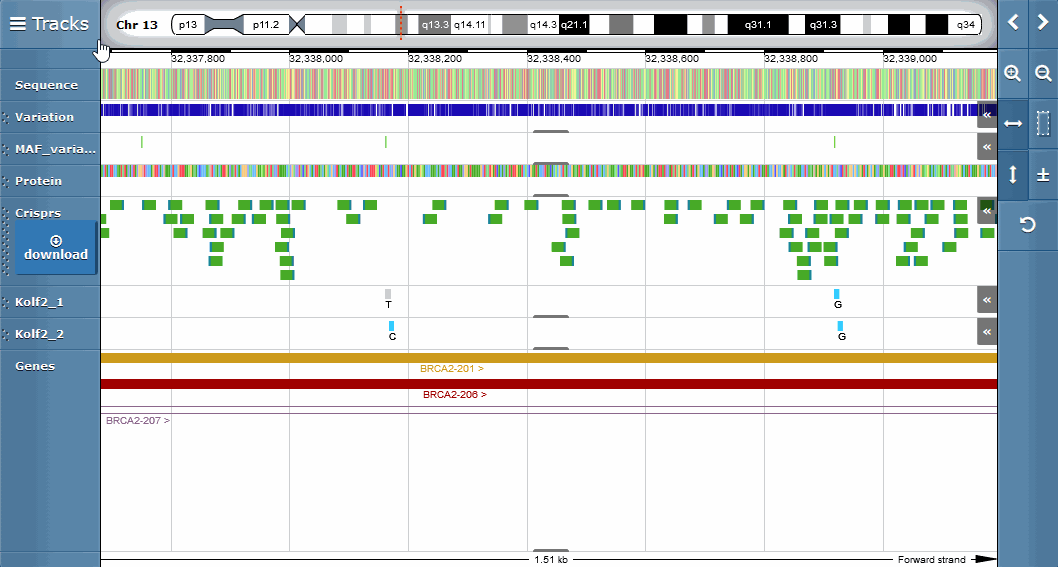 Tracks
Chr 13
p13
p11.2
q13.3
q14.11
q14.3
q21.1
q31.1
q31.3
q34
32,337,800
32,338,000
32,338,200
32,338,400
32,338,600
32,338,800
32,339,000
Sequence
Variation
«
MAF_varia...
«
Protein
±
Crisprs
«
download
Kolf2_1
T
G
«
Kolf2_2
C
G
«
Genes
BRCA2-201 >
BRCA2-206 >
BRCA2-207 >
1.51 kb
Forward strand